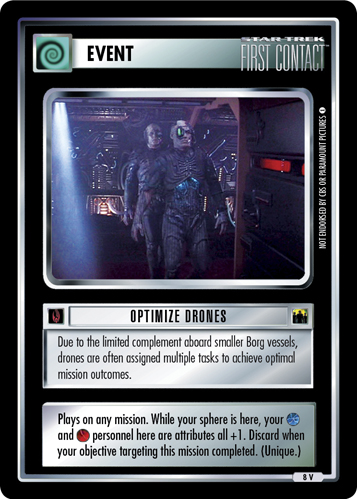 EVENT
STAR TREK
FIRST CONTACT
NOT ENDORSED BY CBS OR PARAMOUNT PICTURES
OPTIMIZE DRONES
Due to the limited complement aboard smaller Borg vessels,
drones are often assigned multiple tasks to achieve optimal
mission outcomes.
Plays on any mission. While your sphere is here, your
and personnel here are attributes all +1. Discard when
your objective targeting this mission completed. (Unique.)
8 V